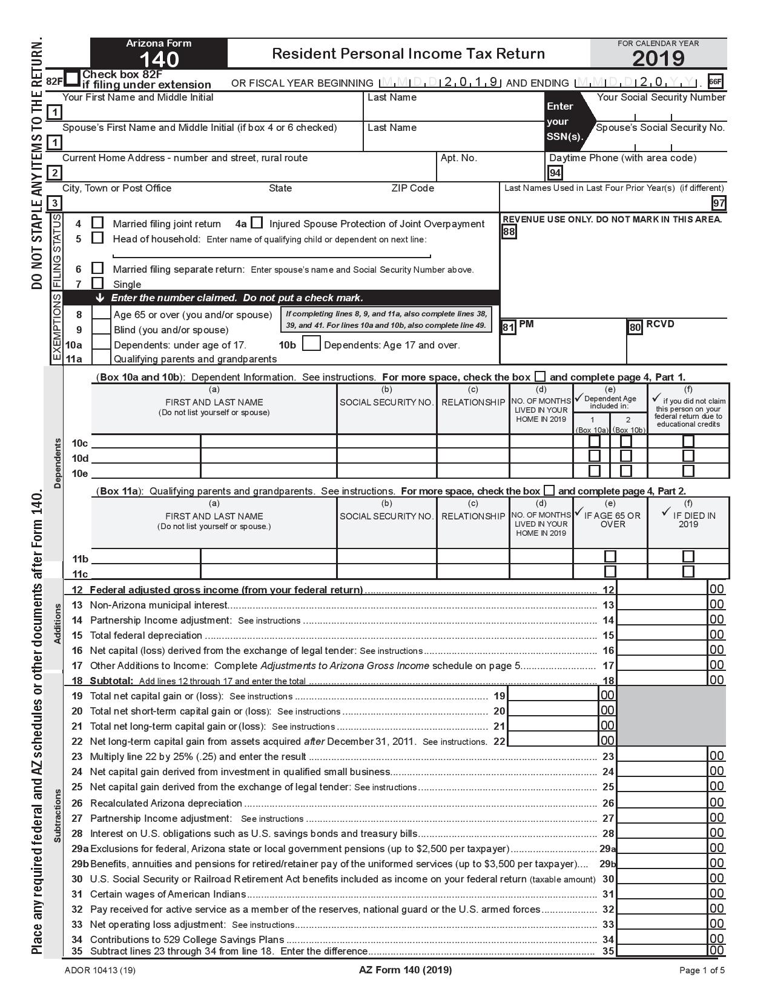 DO NOT STAPLE ANY ITEMS TO THE RETURN.
Place any required federal and AZ schedules or other documents after Form 140.
Arizona Form
140
Resident Personal Income Tax Return
FOR CALENDAR YEAR
2019
82F
Check box 82F
if filing under extension
OR FISCAL YEAR BEGINNING M M D D 2 0 1 9 AND ENDING M M D D 2 0 Y Y . 66F
Your First Name and Middle Initial
Last Name
Your Social Security Number
1
Enter
your
SSN(s).
Spouse's First Name and Middle Initial (if box 4 or 6 checked)
Last Name
Spouse's Social Security No.
1
Current Home Address - number and street, rural route
Apt. No.
Daytime Phone (with area code)
2
94
City, Town or Post Office State ZIP Code
Last Names Used in Last Four Prior Year(s) (if different)
3
97
FILING STATUS
4 Married filing joint return 4a Injured Spouse Protection of Joint Overpayment
5 Head of household: Enter name of qualifying child or dependent on next line:
6 Married filing separate return: Enter spouse's name and Social Security Number above.
7 Single
REVENUE USE ONLY. DO NOT MARK IN THIS AREA.
88
EXEMPTIONS
Enter the number claimed. Do not put a check mark.
8 Age 65 or over (you and/or spouse)
9 Blind (you and/or spouse)
If completing lines 8, 9, and 11a, also complete lines 38,
39, and 41. For lines 10a and 10b, also complete line 49.
10a Dependents: under age of 17. 10b Dependents: Age 17 and over.
11a Qualifying parents and grandparents
81 PM
80 RCVD
Dependents
(Box 10a and 10b): Dependent Information. See instructions. For more space, check the box and complete page 4, Part 1.
(a)
FIRST AND LAST NAME
(Do not list yourself or spouse)
(b)
SOCIAL SECURITY NO.
(c)
RELATIONSHIP
(d)
NO. OF MONTHS
LIVED IN YOUR
HOME IN 2019
(e)
✓ Dependent Age
included in:
1
(Box 10a)
2
(Box 10b)
(f)
✓ if you did not claim
this person on your
federal return due to
educational credits
10c
10d
10e
(Box 11a): Qualifying parents and grandparents. See instructions. For more space, check the box and complete page 4, Part 2.
(a)
FIRST AND LAST NAME
(Do not list yourself or spouse.)
(b)
SOCIAL SECURITY NO.
(c)
RELATIONSHIP
(d)
NO. OF MONTHS
LIVED IN YOUR
HOME IN 2019
(e)
✓ IF AGE 65 OR
OVER
(f)
✓ IF DIED IN
2019
11b
11c
Additions
12 Federal adjusted gross income (from your federal return) 12 00
13 Non-Arizona municipal interest 13 00
14 Partnership Income adjustment: See instructions 14 00
15 Total federal depreciation 15 00
16 Net capital (loss) derived from the exchange of legal tender: See instructions 16 00
17 Other Additions to Income: Complete Adjustments to Arizona Gross Income schedule on page 5 17 00
18 Subtotal: Add lines 12 through 17 and enter the total 18 00
Subtractions
19 Total net capital gain or (loss): See instructions 19 00
20 Total net short-term capital gain or (loss): See instructions 20 00
21 Total net long-term capital gain or (loss): See instructions 21 00
22 Net long-term capital gain from assets acquired after December 31, 2011. See instructions. 22 00
23 Multiply line 22 by 25% (.25) and enter the result 23 00
24 Net capital gain derived from investment in qualified small business 24 00
25 Net capital gain derived from the exchange of legal tender: See instructions 25 00
26 Recalculated Arizona depreciation 26 00
27 Partnership Income adjustment: See instructions 27 00
28 Interest on U.S. obligations such as U.S. savings bonds and treasury bills 28 00
29a Exclusions for federal, Arizona state or local government pensions (up to $2,500 per taxpayer) 29a 00
29b Benefits, annuities and pensions for retired/retainer pay of the uniformed services (up to $3,500 per taxpayer) 29b 00
30 U.S. Social Security or Railroad Retirement Act benefits included as income on your federal return (taxable amount) 30 00
31 Certain wages of American Indians 31 00
32 Pay received for active service as a member of the reserves, national guard or the U.S. armed forces 32 00
33 Net operating loss adjustment: See instructions 33 00
34 Contributions to 529 College Savings Plans 34 00
35 Subtract lines 23 through 34 from line 18. Enter the difference 35 00
ADOR 10413 (19)
AZ Form 140 (2019)
Page 1 of 5